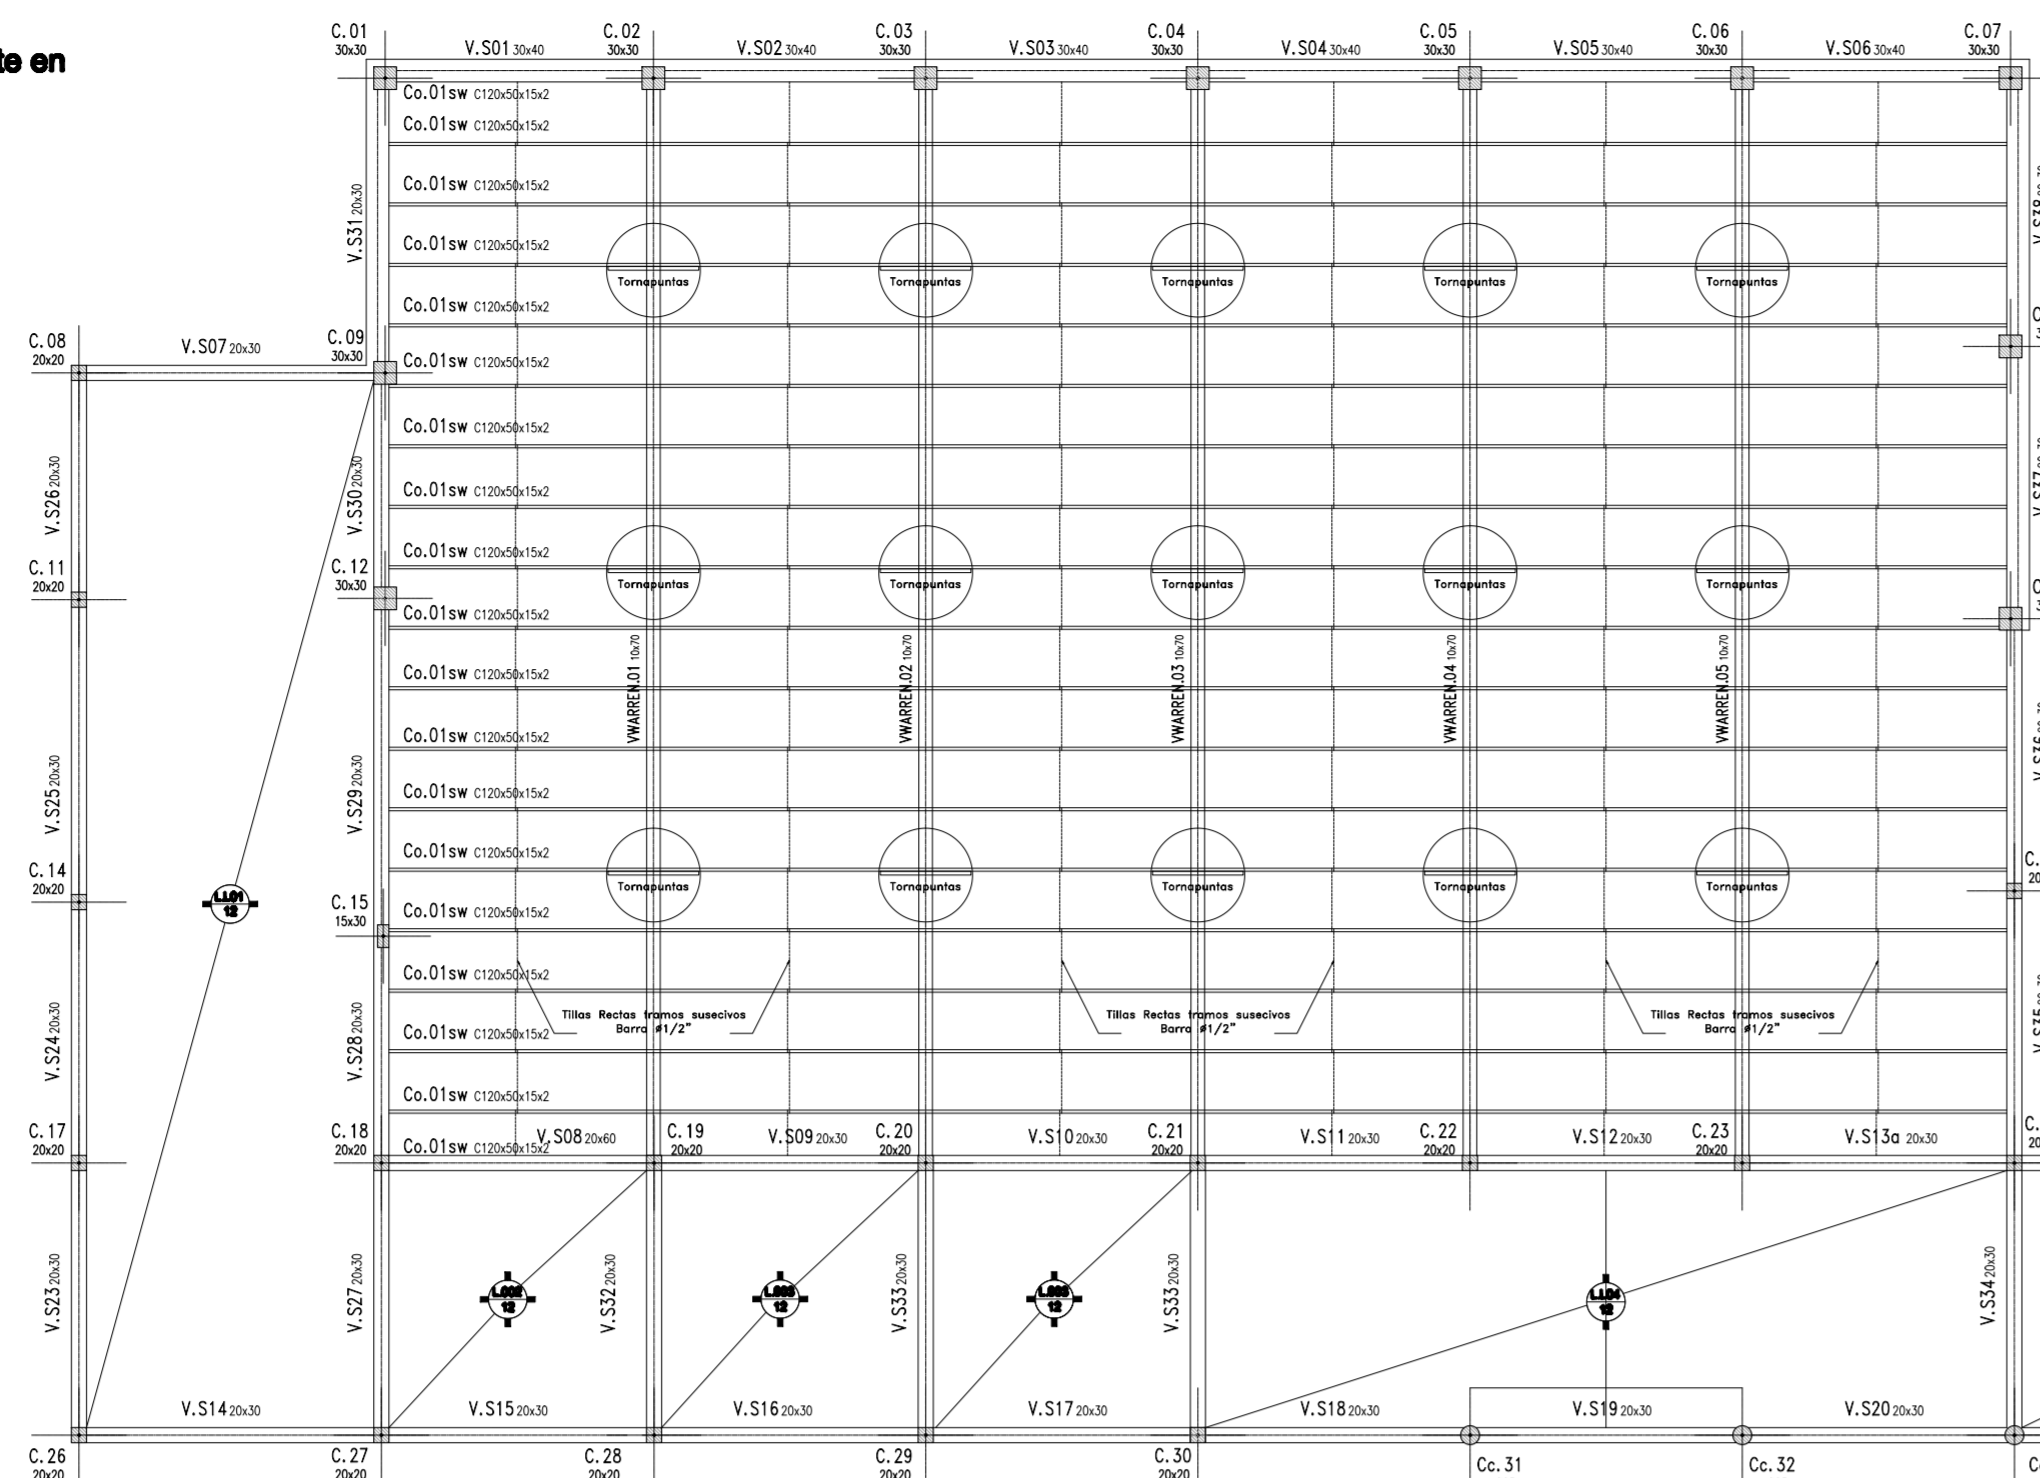 te en
C.01
30x30
V.S01 30x40
C.02
30x30
V.S02 30x40
C.03
30x30
V.S03 30x40
C.04
30x30
V.S04 30x40
C.05
30x30
V.S05 30x40
C.06
30x30
V.S06 30x40
C.07
30x30
Co.01sw C120x50x15x2
Co.01sw C120x50x15x2
Co.01sw C120x50x15x2
V.S31 20x30
Co.01sw C120x50x15x2
Tornapuntas
Tornapuntas
Tornapuntas
Tornapuntas
Tornapuntas
Co.01sw C120x50x15x2
C.08
20x20
V.S07 20x30
C.09
30x30
Co.01sw C120x50x15x2
Co.01sw C120x50x15x2
V.S26 20x30
V.S30 20x30
V.S37
Co.01sw C120x50x15x2
Co.01sw C120x50x15x2
C.11
20x20
C.12
30x30
Tornapuntas
Tornapuntas
Tornapuntas
Tornapuntas
Tornapuntas
Co.01sw C120x50x15x2
Co.01sw C120x50x15x2
VWARREN.01 10x70
VWARREN.02 10x70
VWARREN.03 10x70
VWARREN.04 10x70
VWARREN.05 10x70
Co.01sw C120x50x15x2
V.S25 20x30
V.S29 20x30
Co.01sw C120x50x15x2
Co.01sw C120x50x15x2
C.14
20x20
L.L01
12
C.15
15x30
Tornapuntas
Tornapuntas
Tornapuntas
Tornapuntas
Tornapuntas
Co.01sw C120x50x15x2
Co.01sw C120x50x15x2
V.S24 20x30
V.S28 20x30
Co.01sw C120x50x15x2
Tillas Rectas tramos susecivos
Barra ø1/2"
Tillas Rectas tramos susecivos
Barra ø1/2"
Tillas Rectas tramos susecivos
Barra ø1/2"
Co.01sw C120x50x15x2
C.17
20x20
C.18
20x20
Co.01sw C120x50x15x2
V.S08 20x60
C.19
20x20
V.S09 20x30
C.20
20x20
V.S10 20x30
C.21
20x20
V.S11 20x30
C.22
20x20
V.S12 20x30
C.23
20x20
V.S13a 20x30
V.S23 20x30
V.S27 20x30
12
V.S32 20x30
12
V.S33 20x30
12
V.S33 20x30
L.L04
12
V.S34 20x30
V.S14 20x30
V.S15 20x30
V.S16 20x30
V.S17 20x30
V.S18 20x30
V.S19 20x30
V.S20 20x30
C.26
20x20
C.27
20x20
C.28
20x20
C.29
20x20
C.30
20x20
Cc.31
Cc.32